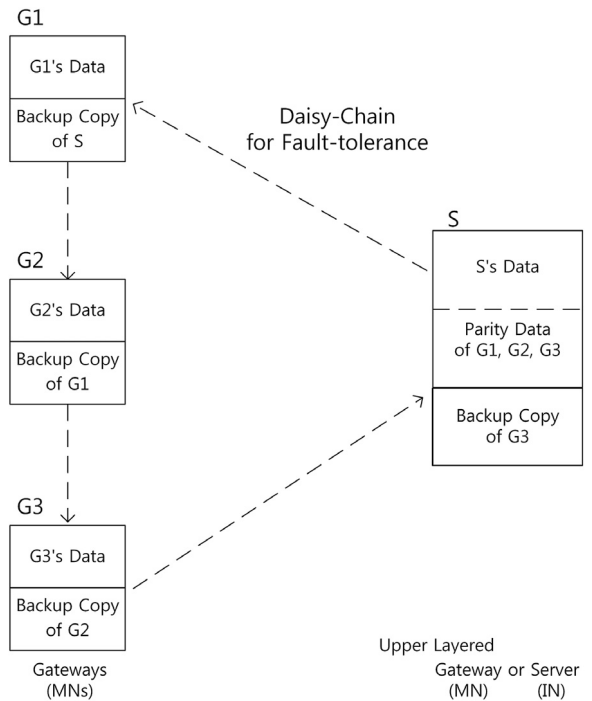 G1
G1's Data
Backup Copy
of S
Daisy-Chain
for Fault-tolerance
G2
G2's Data
Backup Copy
of G1
S
S's Data
Parity Data
of G1, G2, G3
Backup Copy
of G3
G3
G3's Data
Backup Copy
of G2
Gateways
(MNs)
Upper Layered
Gateway or Server
(MN) (IN)